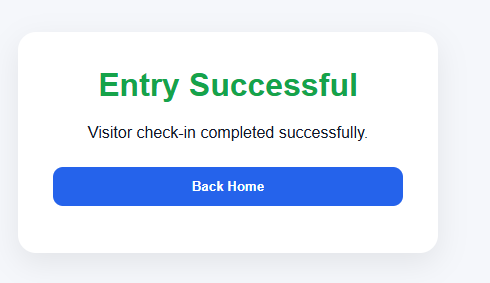 Entry Successful
Visitor check-in completed successfully.
Back Home